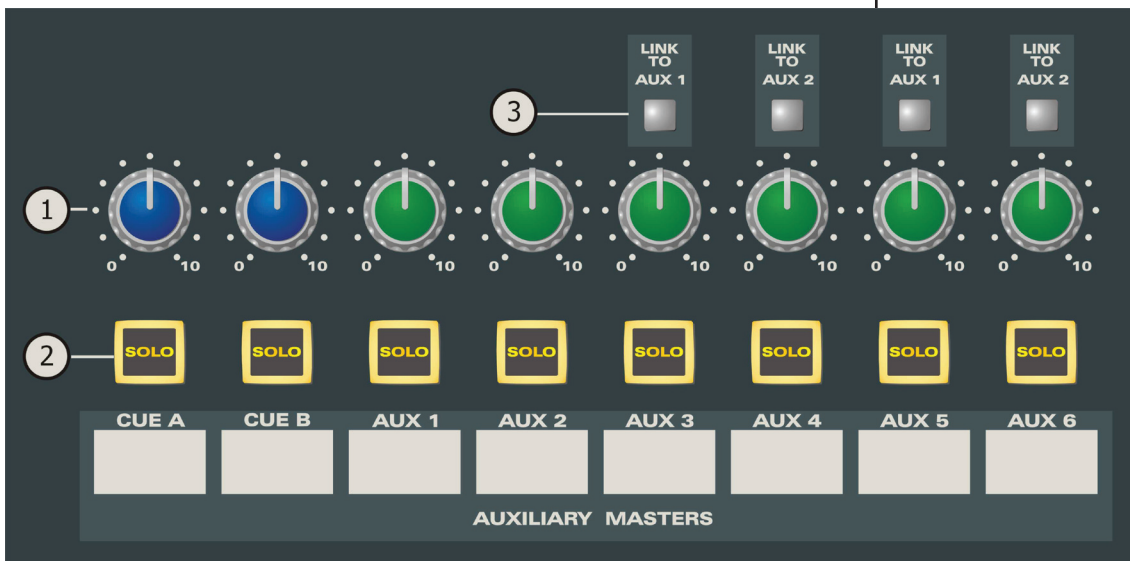 LINK TO AUX 1
LINK TO AUX 2
LINK TO AUX 1
LINK TO AUX 2
3
1
0 10 0 10 0 10 0 10 0 10 0 10 0 10 0 10
2
SOLO SOLO SOLO SOLO SOLO SOLO SOLO SOLO
CUE A CUE B AUX 1 AUX 2 AUX 3 AUX 4 AUX 5 AUX 6
AUXILIARY MASTERS